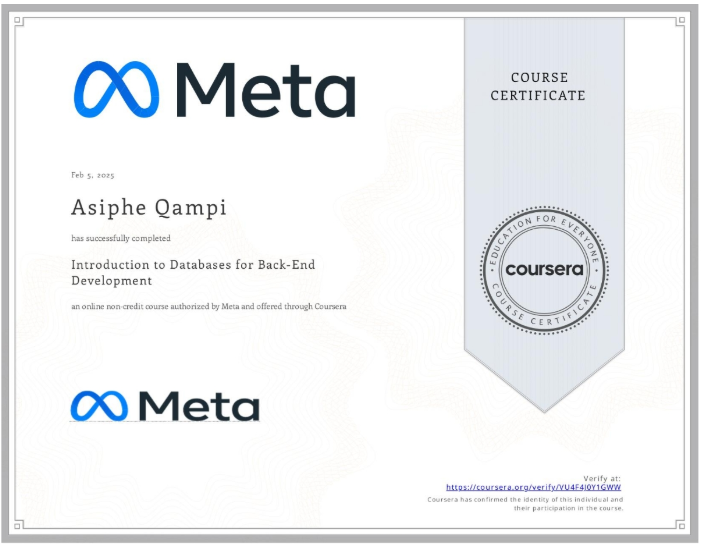 Meta
COURSE
CERTIFICATE
Feb 5, 2025
Asiphe Qampi
has successfully completed
Introduction to Databases for Back-End
Development
an online non-credit course authorized by Meta and offered through Coursera
EDUCATION FOR EVERYONE
coursera
COURSE CERTIFICATE
Meta
Verify at:
https://coursera.org/verify/VU4F4J0Y1GWW
Coursera has confirmed the identity of this individual and
their participation in the course.